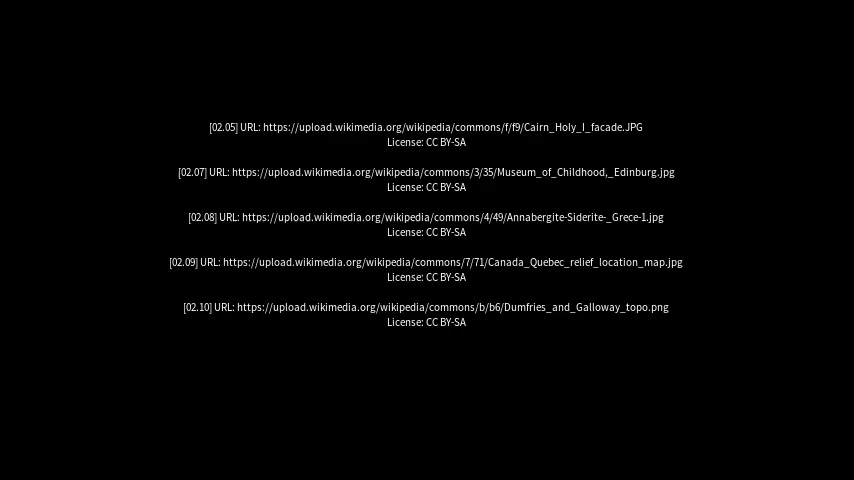 [02.05] URL: https://upload.wikimedia.org/wikipedia/commons/f/f9/Cairn_Holy_I_facade.JPG
License: CC BY-SA
[02.07] URL: https://upload.wikimedia.org/wikipedia/commons/3/35/Museum_of_Childhood,_Edinburg.jpg
License: CC BY-SA
[02.08] URL: https://upload.wikimedia.org/wikipedia/commons/4/49/Annabergite-Siderite-_Grece-1.jpg
License: CC BY-SA
[02.09] URL: https://upload.wikimedia.org/wikipedia/commons/7/71/Canada_Quebec_relief_location_map.jpg
License: CC BY-SA
[02.10] URL: https://upload.wikimedia.org/wikipedia/commons/b/b6/Dumfries_and_Galloway_topo.png
License: CC BY-SA